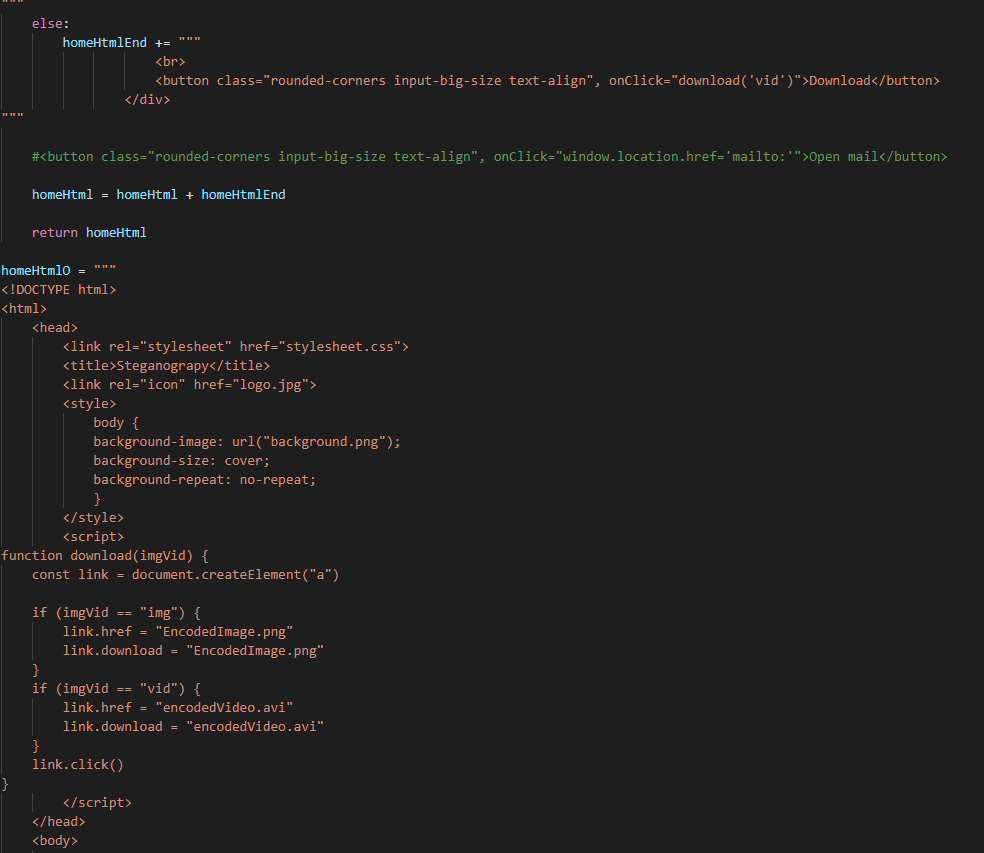 """
    else:
        homeHtmlEnd += """
                    <br>
                    <button class="rounded-corners input-big-size text-align", onClick="download('vid')">Download</button>
                </div>
"""
    #<button class="rounded-corners input-big-size text-align", onClick="window.location.href='mailto:'">Open mail</button>
    homeHtml = homeHtml + homeHtmlEnd
    return homeHtml
homeHtmlO = """
<!DOCTYPE html>
<html>
    <head>
        <link rel="stylesheet" href="stylesheet.css">
        <title>Steganograpy</title>
        <link rel="icon" href="logo.jpg">
        <style>
            body {
            background-image: url("background.png");
            background-size: cover;
            background-repeat: no-repeat;
            }
        </style>
        <script>
function download(imgVid) {
    const link = document.createElement("a")
    if (imgVid == "img") {
        link.href = "EncodedImage.png"
        link.download = "EncodedImage.png"
    }
    if (imgVid == "vid") {
        link.href = "encodedVideo.avi"
        link.download = "encodedVideo.avi"
    }
    link.click()
}
        </script>
    </head>
    <body>